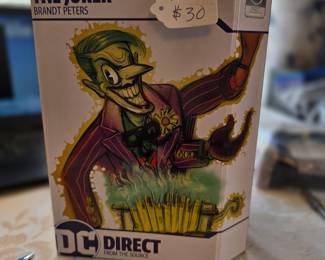 THE JOKER
BRANDT PETERS
$30
DC DIRECT
FROM THE SOURCE